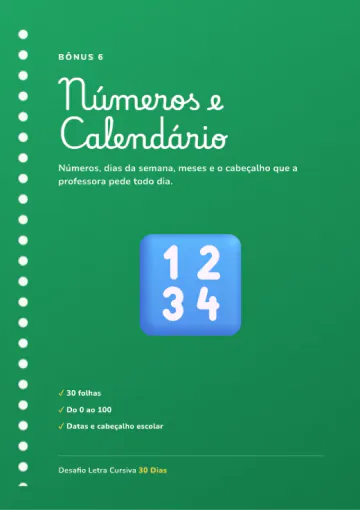 BÔNUS 6
Números e
Calendário
Números, dias da semana, meses e o cabeçalho que a
professora pede todo dia.
1 2
3 4
✓ 30 folhas
✓ Do 0 ao 100
✓ Datas e cabeçalho escolar
Desafio Letra Cursiva 30 Dias